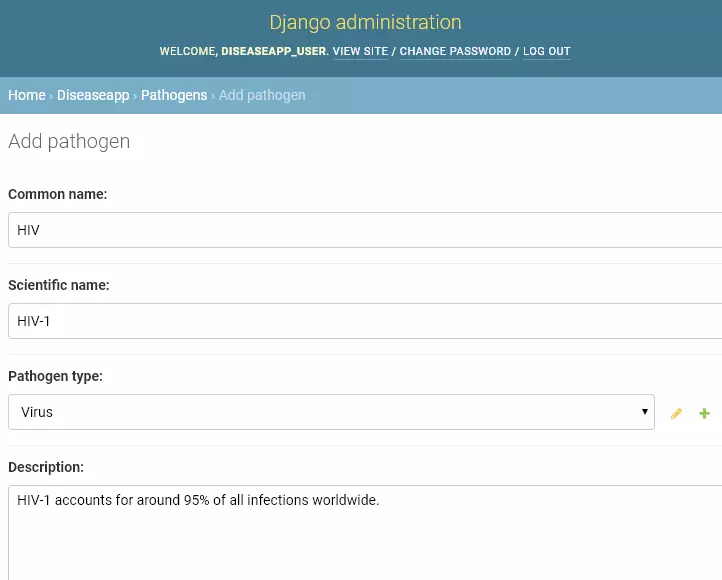 Django administration
WELCOME, DISEASEAPP_USER. VIEW SITE / CHANGE PASSWORD / LOG OUT
Home › Diseaseapp › Pathogens › Add pathogen
Add pathogen
Common name:
HIV
Scientific name:
HIV-1
Pathogen type:
Virus
Description:
HIV-1 accounts for around 95% of all infections worldwide.